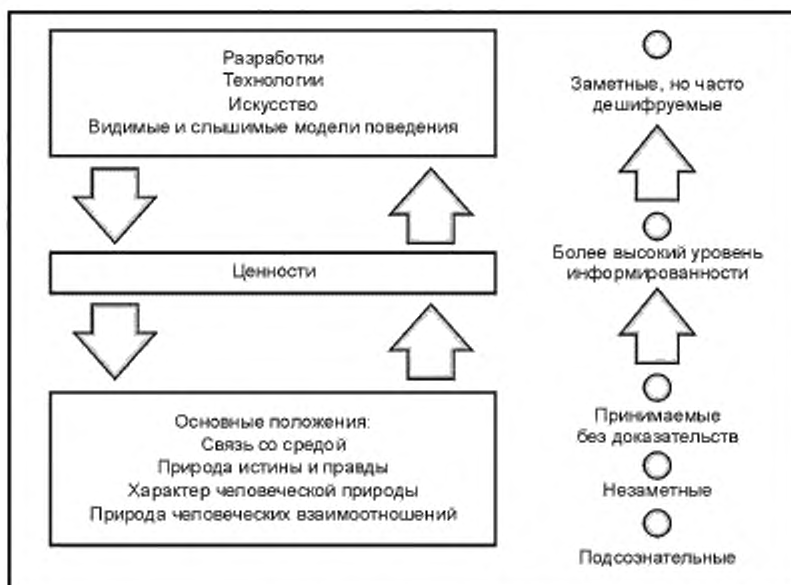 Разработки
Технологии
Искусство
Видимые и слышимые модели поведения
Ценности
Основные положения:
Связь со средой
Природа истины и правды
Характер человеческой природы
Природа человеческих взаимоотношений
Заметные, но часто
дешифруемые
Более высокий уровень
информированности
Принимаемые
без доказательств
Незаметные
Подсознательные